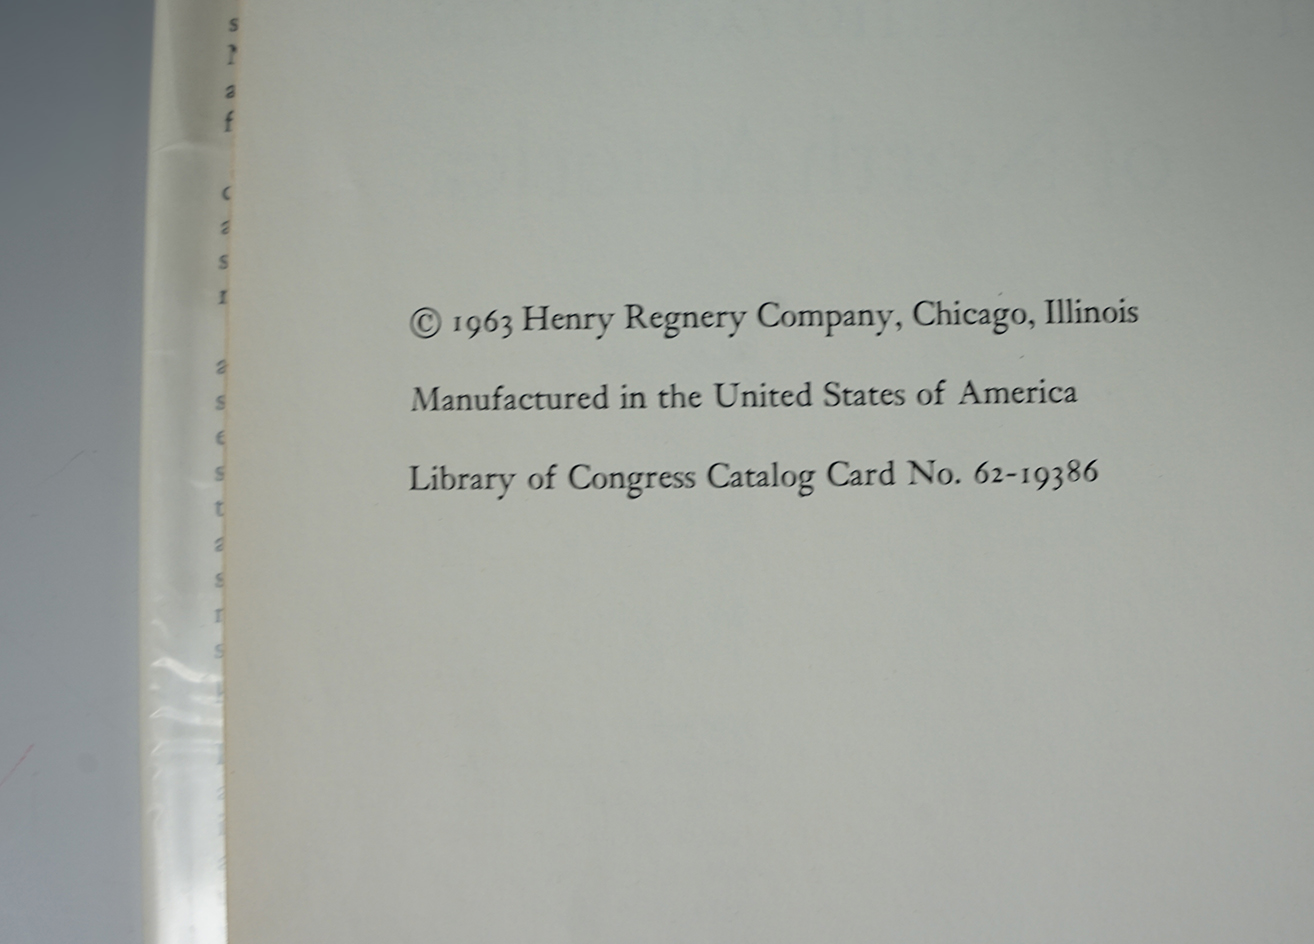 © 1963 Henry Regnery Company, Chicago, Illinois
Manufactured in the United States of America
Library of Congress Catalog Card No. 62-19386